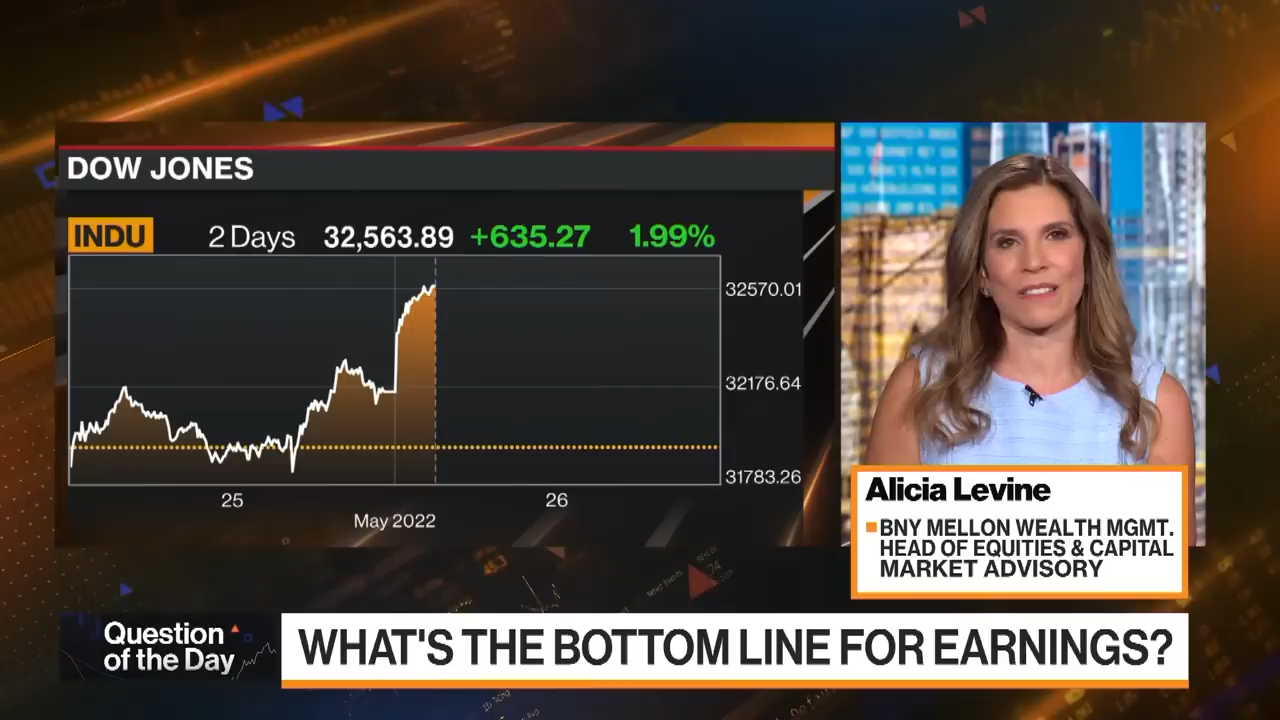 DOW JONES
INDU 2 Days 32,563.89 +635.27 1.99%
32570.01
32176.64
31783.26
25 26
May 2022
Alicia Levine
BNY MELLON WEALTH MGMT.
HEAD OF EQUITIES & CAPITAL
MARKET ADVISORY
Question
of the Day
WHAT'S THE BOTTOM LINE FOR EARNINGS?